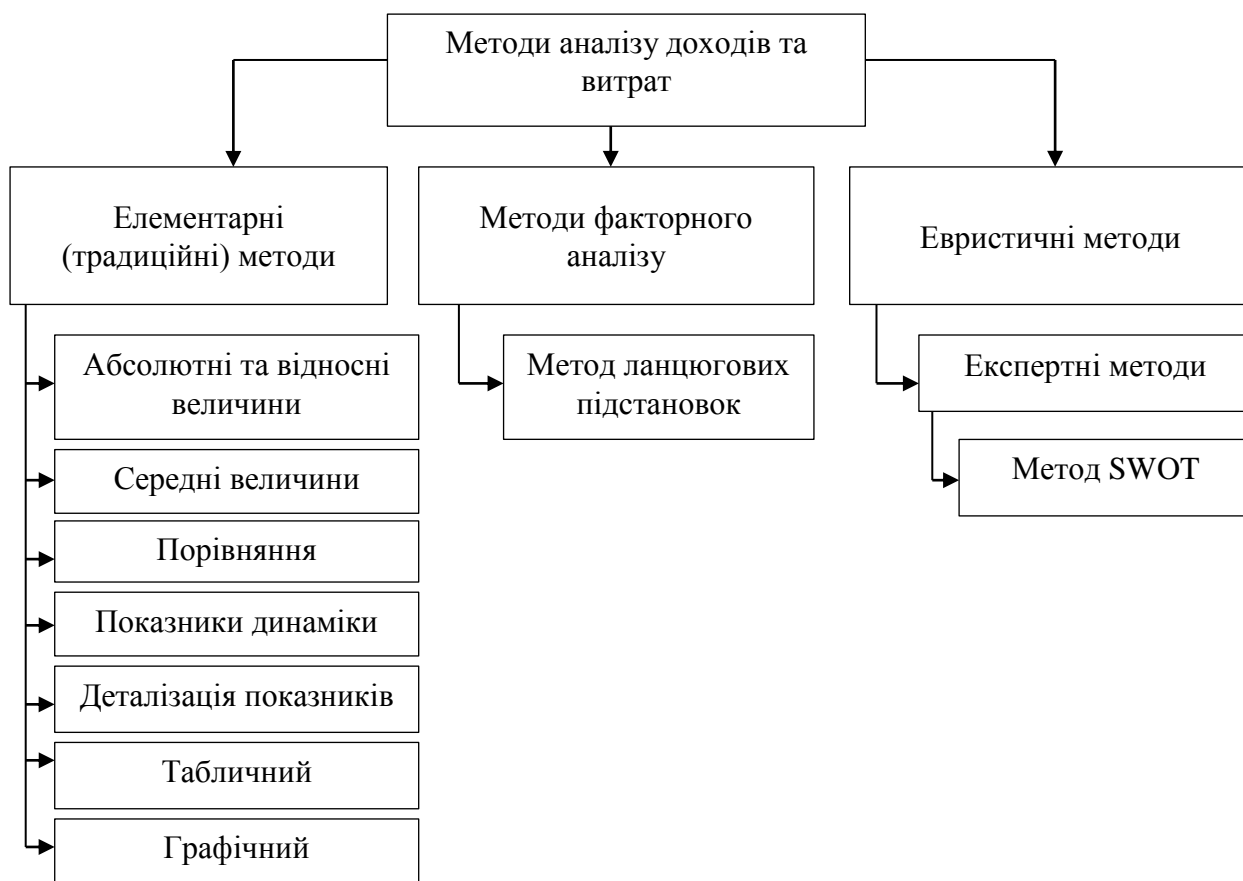 Методи аналізу доходів та
витрат
Елементарні
(традиційні) методи
Методи факторного
аналізу
Евристичні методи
Абсолютні та відносні
величини
Метод ланцюгових
підстановок
Експертні методи
Середні величини
Метод SWOT
Порівняння
Показники динаміки
Деталізація показників
Табличний
Графічний